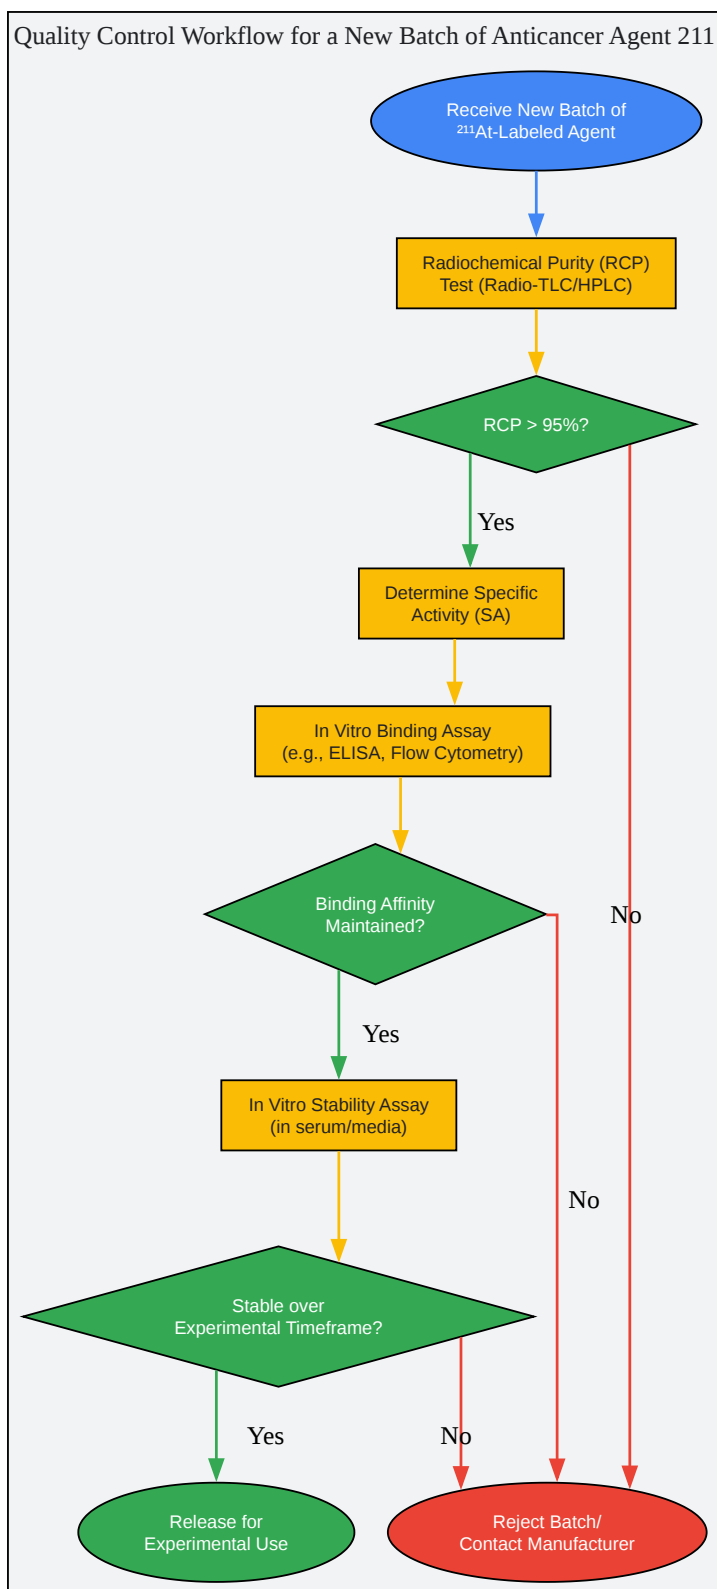 Quality Control Workflow for a New Batch of Anticancer Agent 211
Receive New Batch of
²¹¹At-Labeled Agent
Radiochemical Purity (RCP)
Test (Radio-TLC/HPLC)
RCP > 95%?
Yes
Determine Specific
Activity (SA)
In Vitro Binding Assay
(e.g., ELISA, Flow Cytometry)
Binding Affinity
Maintained?
No
Yes
In Vitro Stability Assay
(in serum/media)
No
Stable over
Experimental Timeframe?
Yes
No
Release for
Experimental Use
Reject Batch/
Contact Manufacturer